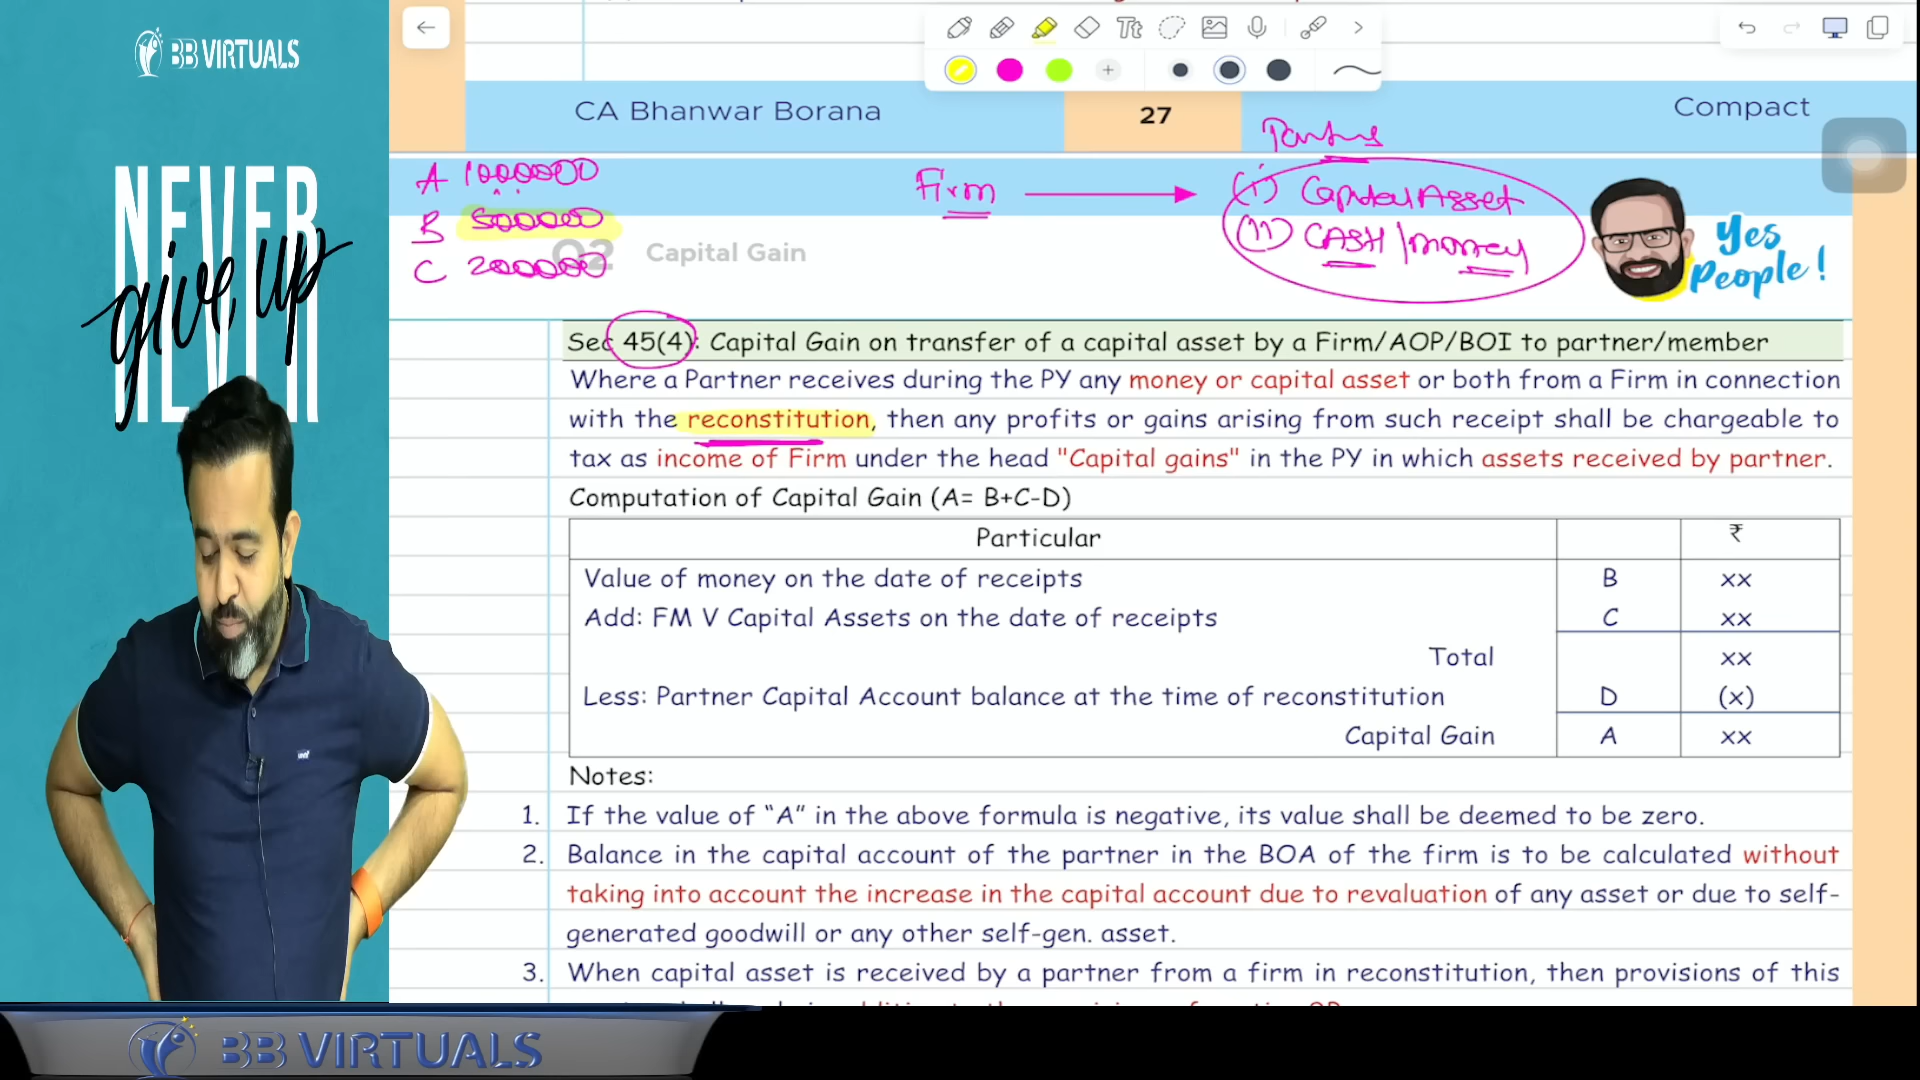 BB VIRTUALS
NEVER
give up
NEVER
CA Bhanwar Borana
27
Compact
A 1000000
B 500000
C 200000
Firm
Partners
(i) Capital Asset
(ii) CASH / money
02 Capital Gain
Yes
People!
Sec 45(4): Capital Gain on transfer of a capital asset by a Firm/AOP/BOI to partner/member
Where a Partner receives during the PY any money or capital asset or both from a Firm in connection
with the reconstitution, then any profits or gains arising from such receipt shall be chargeable to
tax as income of Firm under the head "Capital gains" in the PY in which assets received by partner.
Computation of Capital Gain (A= B+C-D)
Particular ₹
Value of money on the date of receipts B xx
Add: FM V Capital Assets on the date of receipts C xx
Total xx
Less: Partner Capital Account balance at the time of reconstitution D (x)
Capital Gain A xx
Notes:
1. If the value of “A” in the above formula is negative, its value shall be deemed to be zero.
2. Balance in the capital account of the partner in the BOA of the firm is to be calculated without
taking into account the increase in the capital account due to revaluation of any asset or due to self-
generated goodwill or any other self-gen. asset.
3. When capital asset is received by a partner from a firm in reconstitution, then provisions of this
BB VIRTUALS